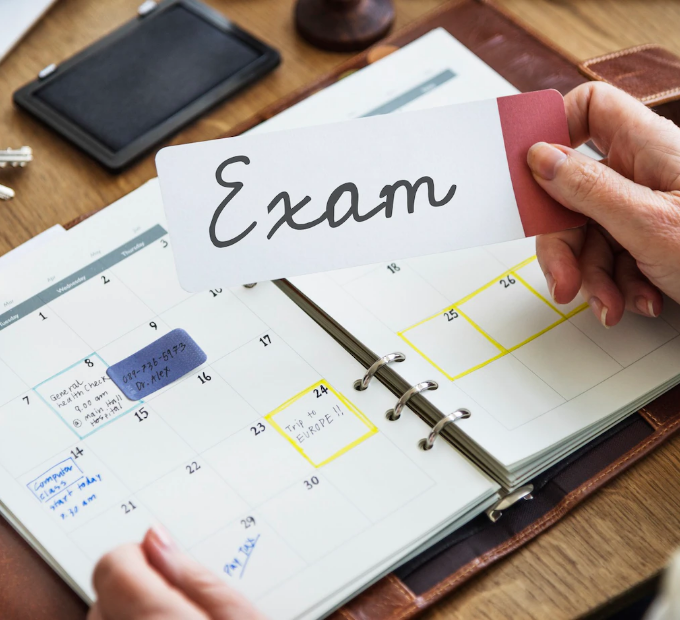 Exam
Tuesday Wednesday Thursday
1
2
3
7
8
General
health Check
9.00 am
@ Main Hall
Hospital
9
089-736-6973
Dr. Alex
10
14
Computer
class
start today
7.30 am
15
16
17
21
22
23
24
Trip to
EUROPE!!
29
Pay Tax
30
18
25
26